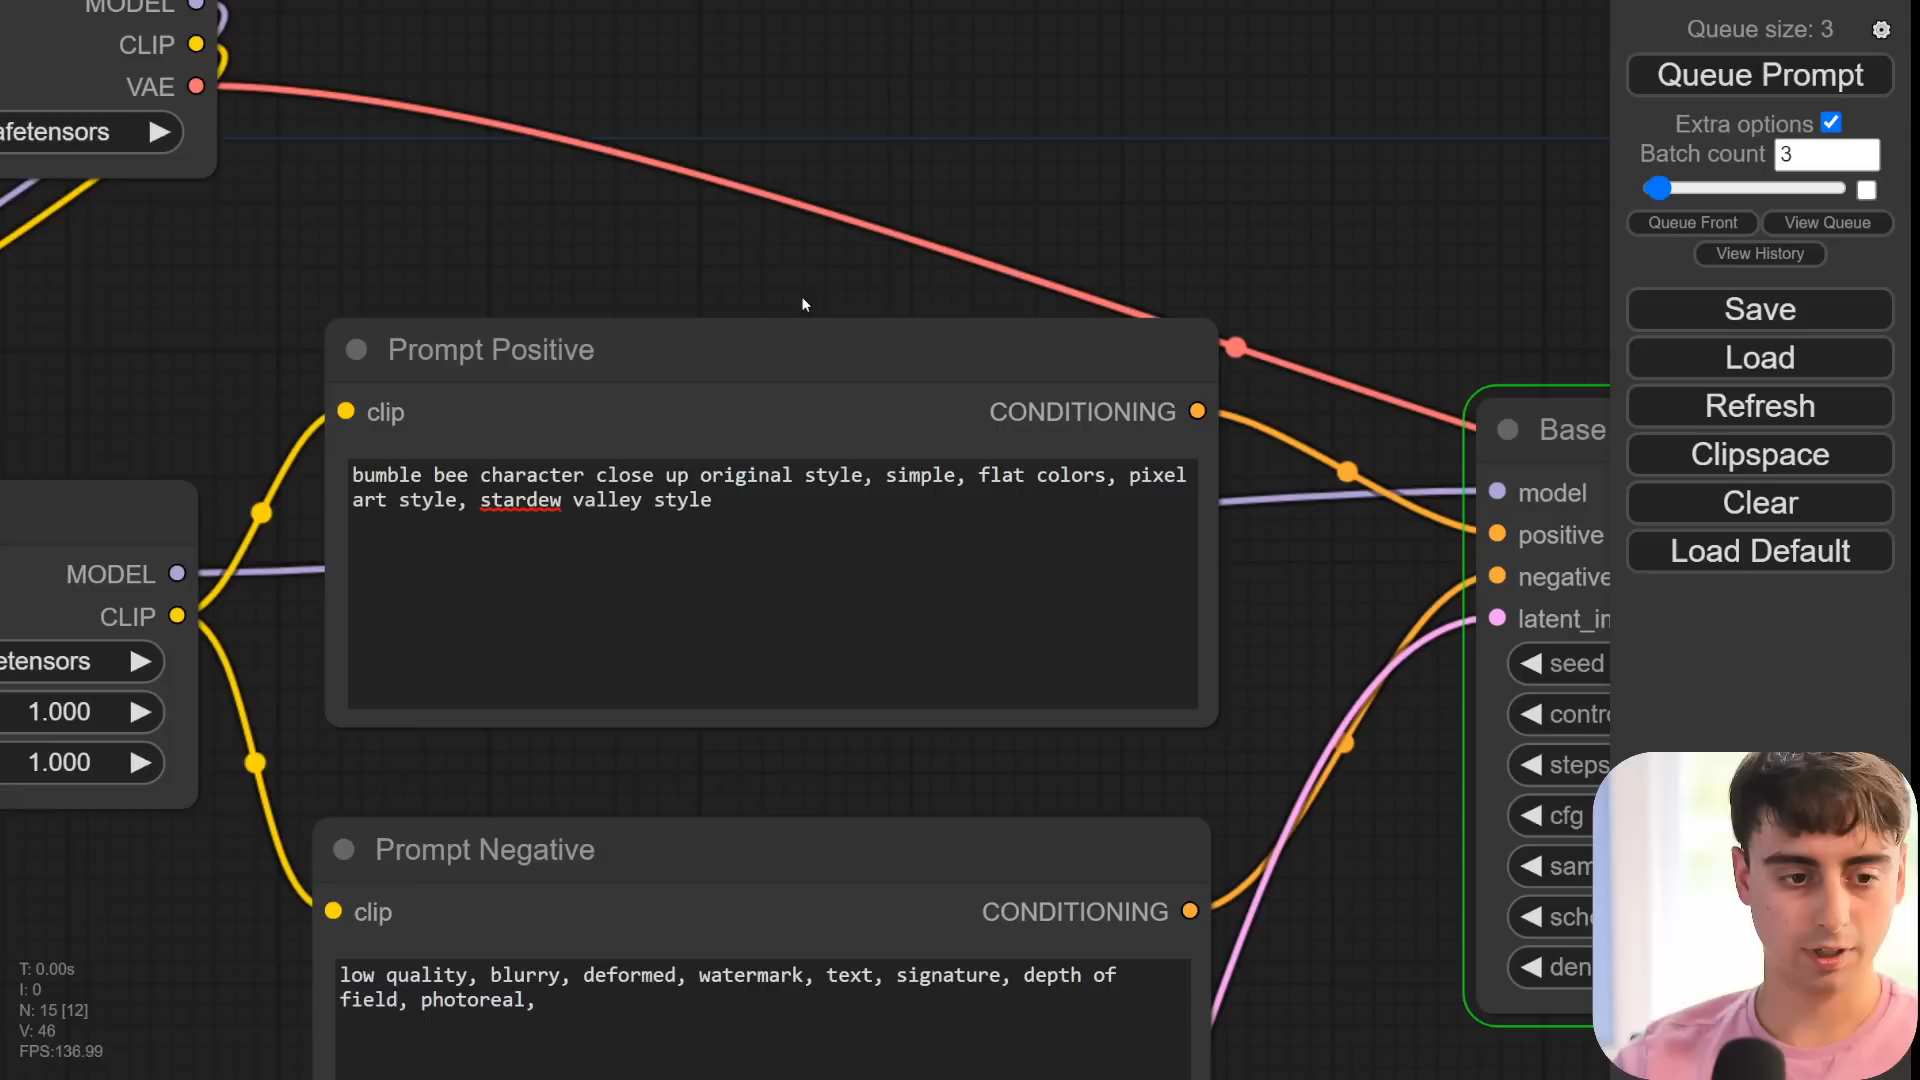 MODEL
CLIP
VAE
afetensors
MODEL
CLIP
etensors
1.000
1.000
Prompt Positive
clip
CONDITIONING
bumble bee character close up original style, simple, flat colors, pixel
art style, stardew valley style
Prompt Negative
clip
CONDITIONING
low quality, blurry, deformed, watermark, text, signature, depth of
field, photoreal,
Base
model
positive
negative
latent_in
seed
contro
steps
cfg
sam
sche
den
Queue size: 3
Queue Prompt
Extra options
Batch count 3
Queue Front View Queue
View History
Save
Load
Refresh
Clipspace
Clear
Load Default
T: 0.00s
I: 0
N: 15 [12]
V: 46
FPS:136.99